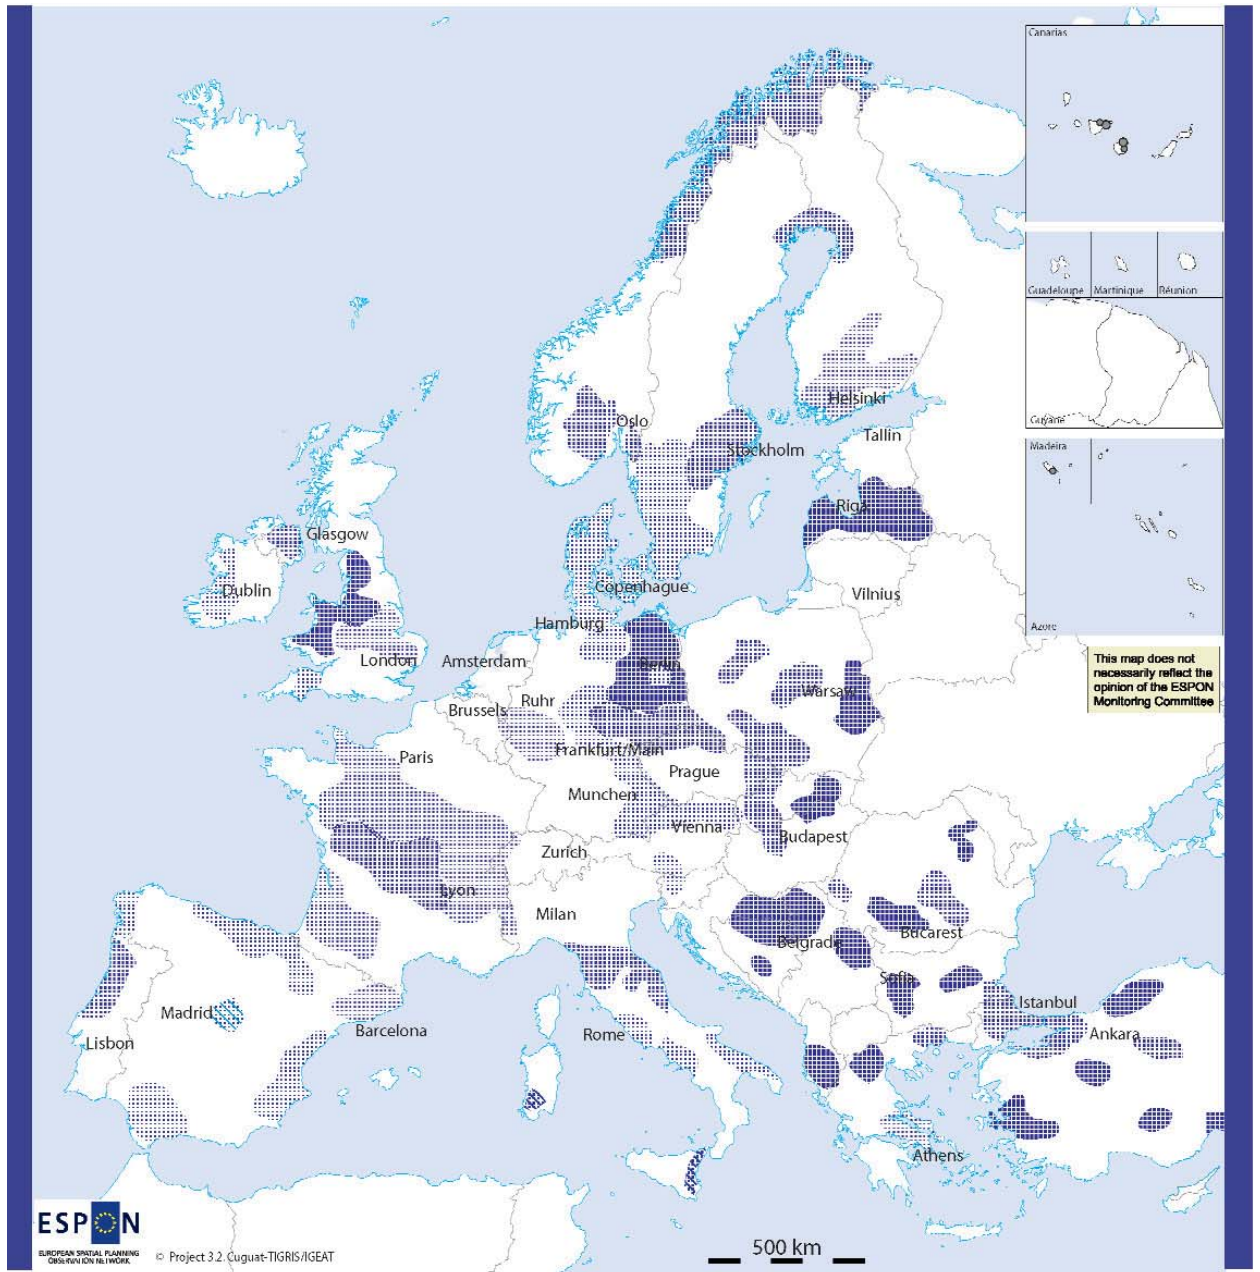 Canarias
Guadeloupe
Martinique
Réunion
Guyane
Madeira
Azore
This map does not
necessarily reflect the
opinion of the ESPON
Monitoring Committee
Helsinki
Oslo
Tallin
Stockholm
Riga
Glasgow
Dublin
Copenhague
Vilnius
Hamburg
London
Amsterdam
Berlin
Warsaw
Ruhr
Brussels
Frankfurt/Main
Paris
Prague
Munchen
Vienna
Budapest
Zurich
Lyon
Milan
Bucarest
Belgrade
Sofia
Istanbul
Madrid
Barcelona
Rome
Ankara
Lisbon
Athens
ESPON
EUROPEAN SPATIAL PLANNING
OBSERVATION NETWORK
© Project 3.2. Cuguat-TIGRIS/IGEAT
500 km